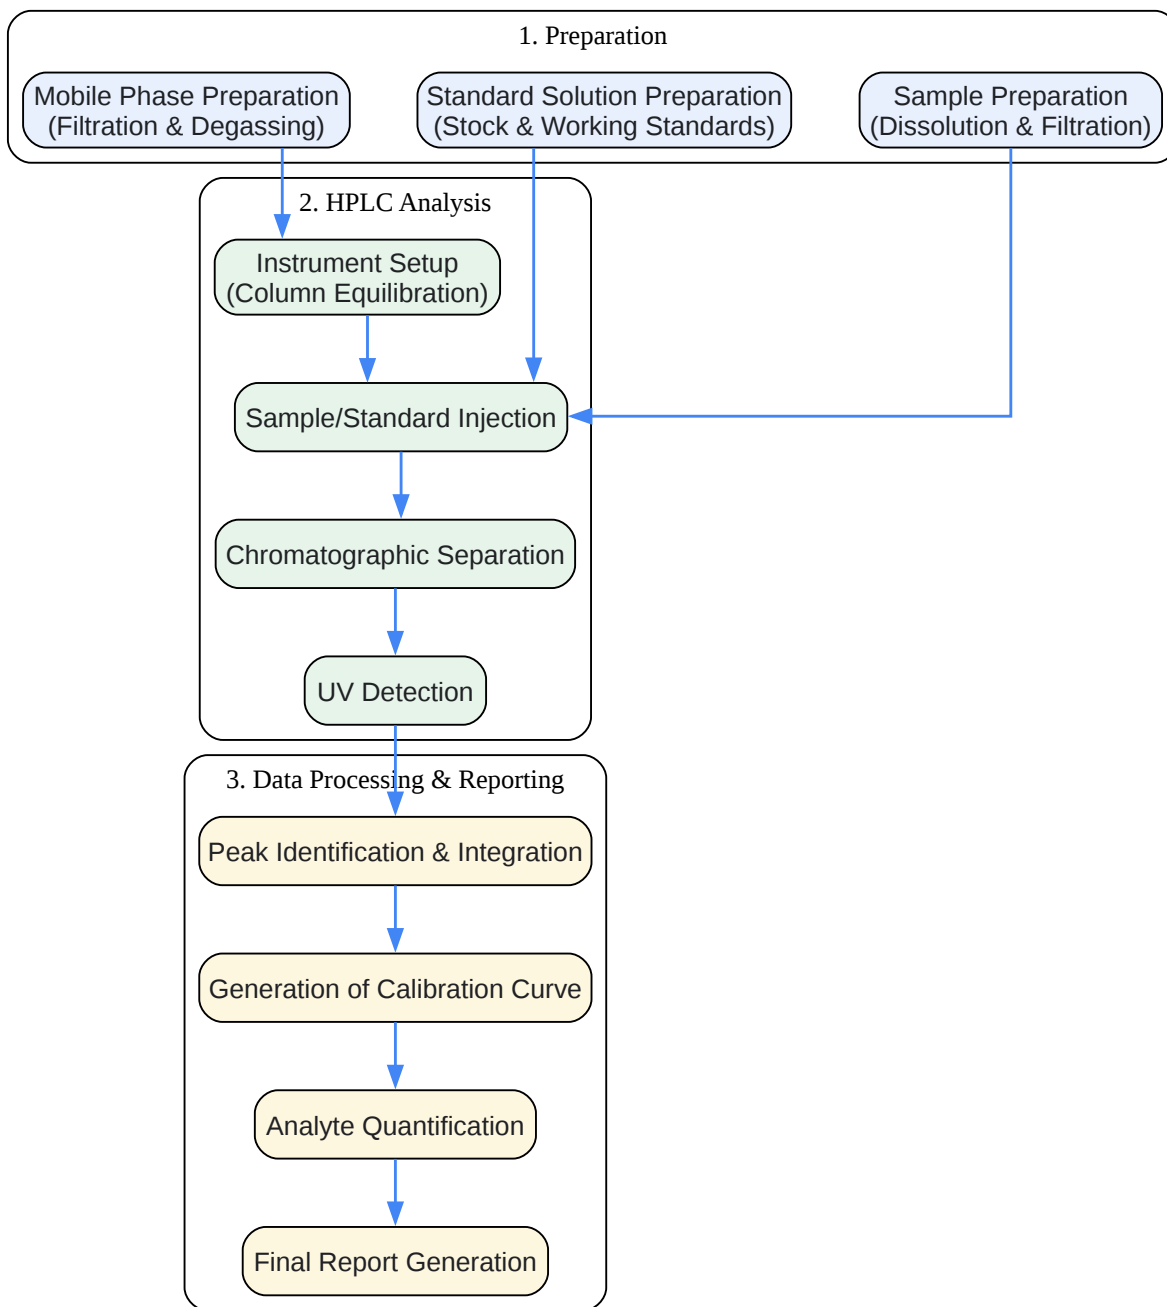 1. Preparation
Mobile Phase Preparation
(Filtration & Degassing)
Standard Solution Preparation
(Stock & Working Standards)
Sample Preparation
(Dissolution & Filtration)
2. HPLC Analysis
Instrument Setup
(Column Equilibration)
Sample/Standard Injection
Chromatographic Separation
UV Detection
3. Data Processing & Reporting
Peak Identification & Integration
Generation of Calibration Curve
Analyte Quantification
Final Report Generation